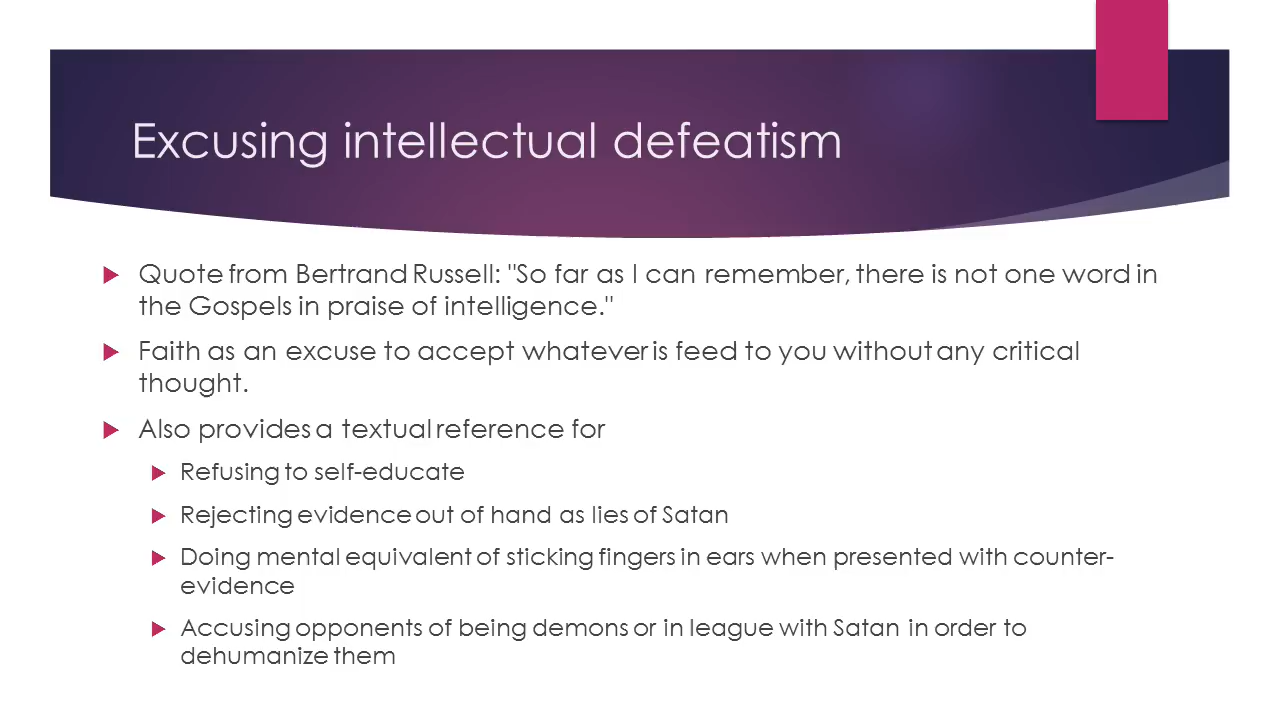 Excusing intellectual defeatism
Quote from Bertrand Russell: "So far as I can remember, there is not one word in
the Gospels in praise of intelligence."
Faith as an excuse to accept whatever is feed to you without any critical
thought.
Also provides a textual reference for
Refusing to self-educate
Rejecting evidence out of hand as lies of Satan
Doing mental equivalent of sticking fingers in ears when presented with counter-
evidence
Accusing opponents of being demons or in league with Satan in order to
dehumanize them